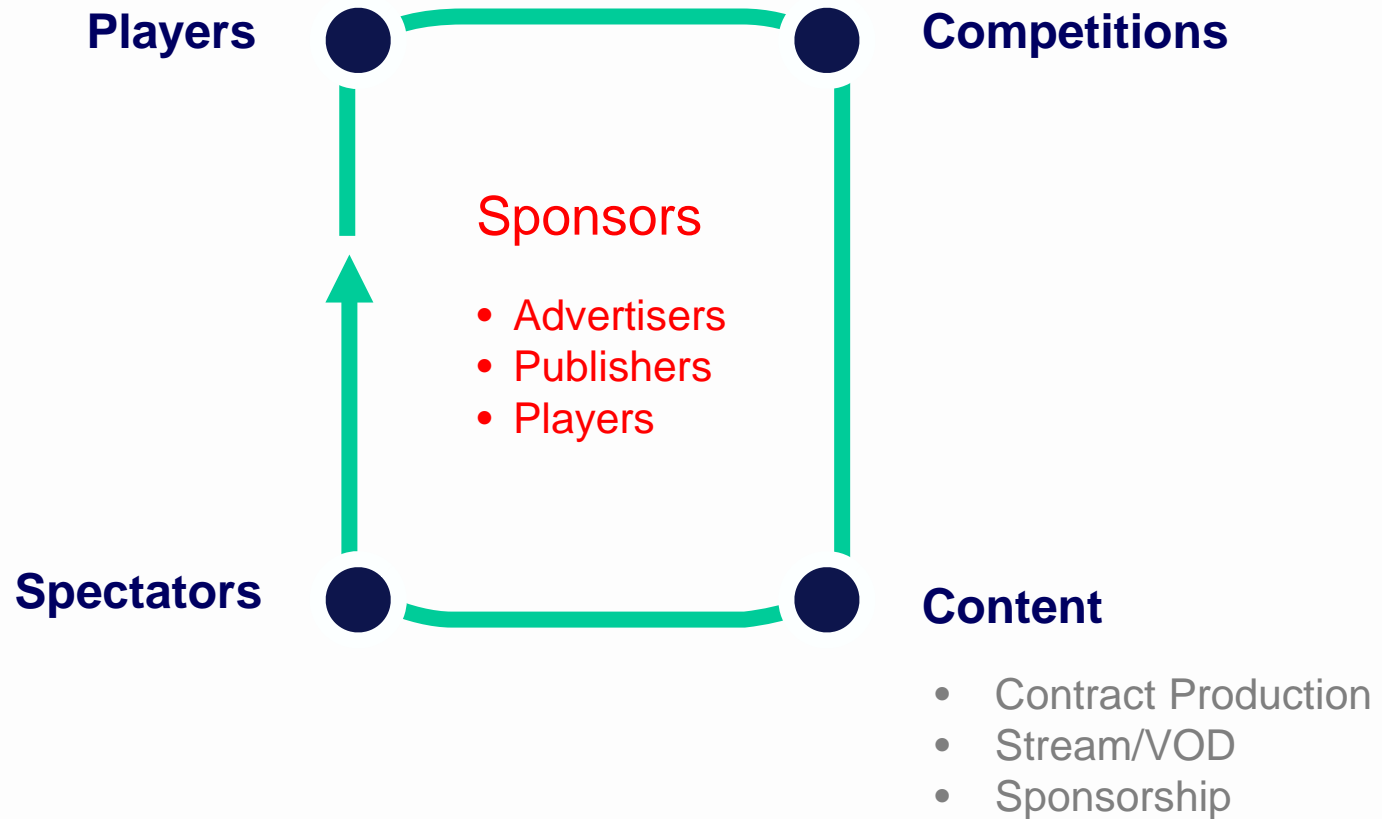 Players
Competitions
Sponsors
• Advertisers
• Publishers
• Players
Spectators
Content
• Contract Production
• Stream/VOD
• Sponsorship